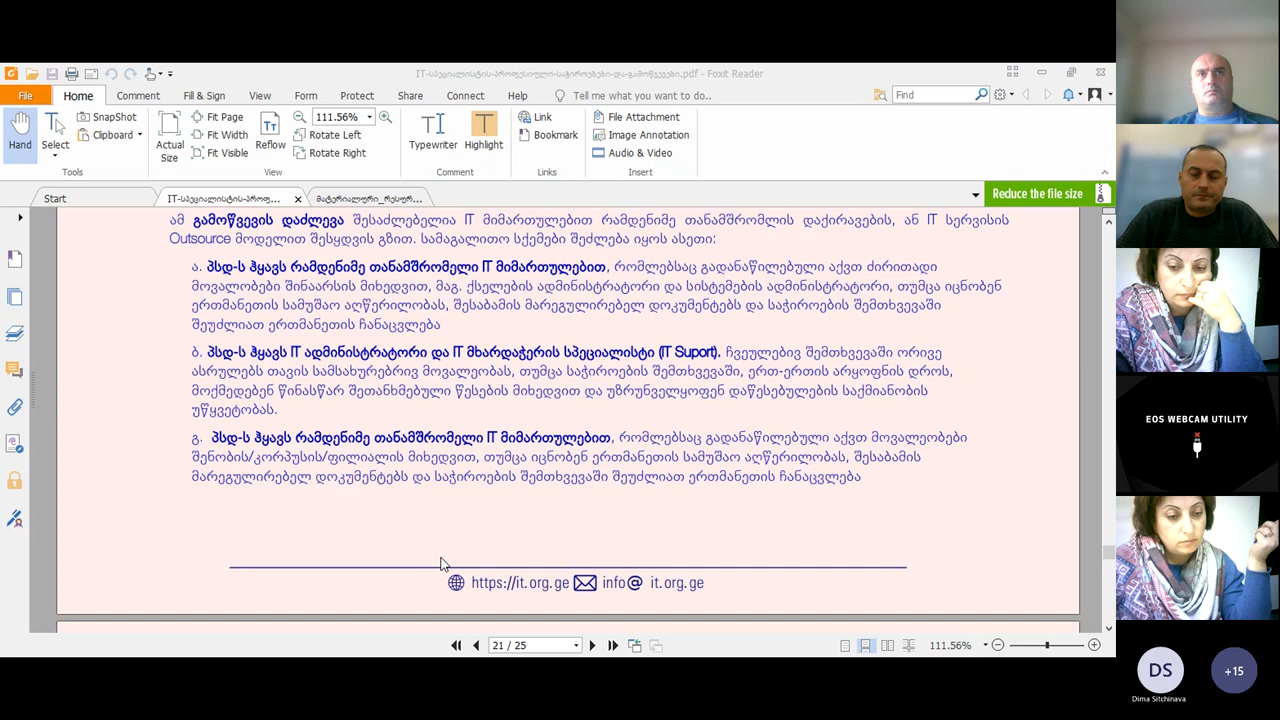 IT-სპეციალისტის-პროფესიული-საჭიროებები-და-გამოწვევები.pdf - Foxit Reader
File Home Comment Fill & Sign View Form Protect Share Connect Help Tell me what you want to do.. Find
Hand Select SnapShot Clipboard Actual Size Fit Page Fit Width Fit Visible Reflow 111.56% Rotate Left Rotate Right Typewriter Highlight Link Bookmark File Attachment Image Annotation Audio & Video
Tools View Comment Links Insert
Start IT-სპეციალისტის-პროფ... მატერიალური_რესურ... Reduce the file size
ამ გამოწვევის დაძლევა შესაძლებელია IT მიმართულებით რამდენიმე თანამშრომლის დაქირავების, ან IT სერვისის
Outsource მოდელით შესყდვის გზით. სამაგალითო სქემები შეძლება იყოს ასეთი:
ა. პსდ-ს ჰყავს რამდენიმე თანამშრომელი IT მიმართულებით, რომლებსაც გადანაწილებული აქვთ ძირითადი
მოვალობები შინაარსის მიხედვით, მაგ. ქსელების ადმინისტრატორი და სისტემების ადმინისტრატორი, თუმცა იცნობენ
ერთმანეთის სამუშაო აღწერილობას, შესაბამის მარეგულირებელ დოკუმენტებს და საჭიროების შემთხვევაში
შეუძლიათ ერთმანეთის ჩანაცვლება
ბ. პსდ-ს ჰყავს IT ადმინისტრატორი და IT მხარდაჭერის სპეციალისტი (IT Suport). ჩვეულებივ შემთხვევაში ორივე
ასრულებს თავის სამსახურებრივ მოვალეობას, თუმცა საჭიროების შემთხვევაში, ერთ-ერთის არყოფნის დროს,
მოქმედებენ წინასწარ შეთანხმებული წესების მიხედვით და უზრუნველყოფენ დაწესებულების საქმიანობის
უწყვეტობას.
გ. პსდ-ს ჰყავს რამდენიმე თანამშრომელი IT მიმართულებით, რომლებსაც გადანაწილებული აქვთ მოვალეობები
შენობის/კორპუსის/ფილიალის მიხედვით, თუმცა იცნობენ ერთმანეთის სამუშაო აღწერილობას, შესაბამის
მარეგულირებელ დოკუმენტებს და საჭიროების შემთხვევაში შეუძლიათ ერთმანეთის ჩანაცვლება
https://it.org.ge info@ it.org.ge
21 / 25 111.56%
EOS WEBCAM UTILITY
DS
Dima Sitchinava
+15